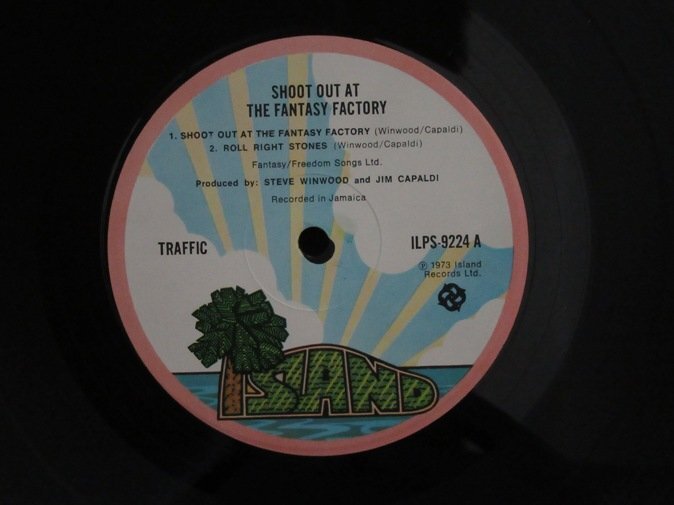 SHOOT OUT AT
THE FANTASY FACTORY
1. SHOOT OUT AT THE FANTASY FACTORY (Winwood/Capaldi)
2. ROLL RIGHT STONES (Winwood/Capaldi)
Fantasy/Freedom Songs Ltd.
Produced by: STEVE WINWOOD and JIM CAPALDI
Recorded in Jamaica
TRAFFIC
ILPS-9224 A
℗ 1973 Island
Records Ltd.
ISLAND